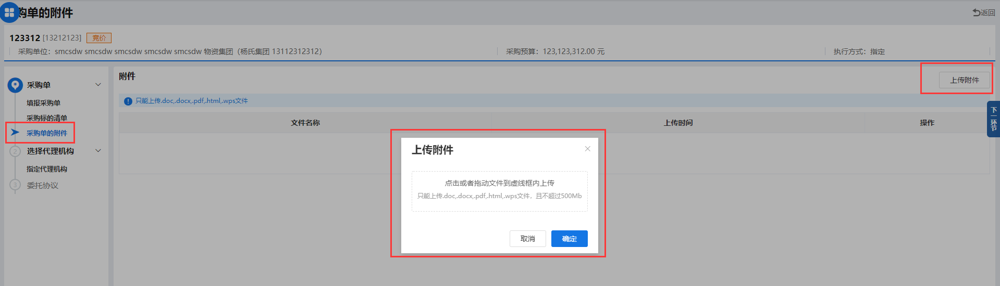 购单的附件
返回
123312 [13212123] 竞价
采购单位：smcsdw smcsdw smcsdw smcsdw smcsdw 物资集团（杨氏集团 13112312312） 采购预算：123,123,312.00 元 执行方式：指定
采购单
填报采购单
采购标的清单
采购单的附件
2 选择代理机构
指定代理机构
3 委托协议
附件
上传附件
只能上传.doc,.docx,.pdf,.html,.wps文件
文件名称 上传时间 操作
下一环节
上传附件
点击或者拖动文件到虚线框内上传
只能上传.doc,.docx,.pdf,.html,.wps文件，且不超过500Mb
取消 确定